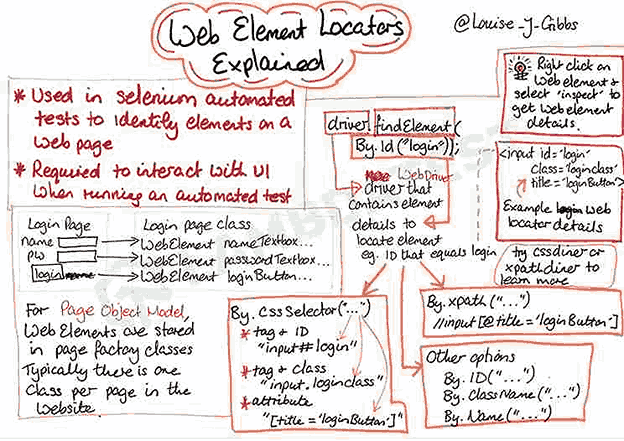 Web Element Locators
Explained
@Louise_J_Gibbs
* Used in selenium automated
tests to identify elements on a
web page
* Required to interact with UI
when running an automated test
Login Page
name
PW
login
Login page class
WebElement nameTextbox...
WebElement passwordTextbox...
WebElement loginButton...
For Page Object Model,
Web Elements are stored
in page factory classes
Typically there is one
Class per page in the
Website
driver.findElement(
By.Id("login"));
WebDriver
driver that
contains element
details to
locate element
eg. ID that equals login
Right click on
Web element &
select 'inspect' to
get Web element
details.
<input id='login'
class='loginclass'
title='loginButton'>
Example Web
locator details
try cssdiner or
xpathdiner to
learn more
By.CssSelector("...")
* tag & ID
"input#login"
* tag & class
"input.loginclass"
* attribute
"[title='loginButton']"
By.xpath("...")
//input[@title='loginButton']
Other options
By.ID("...")
By.ClassName("...")
By.Name("...")